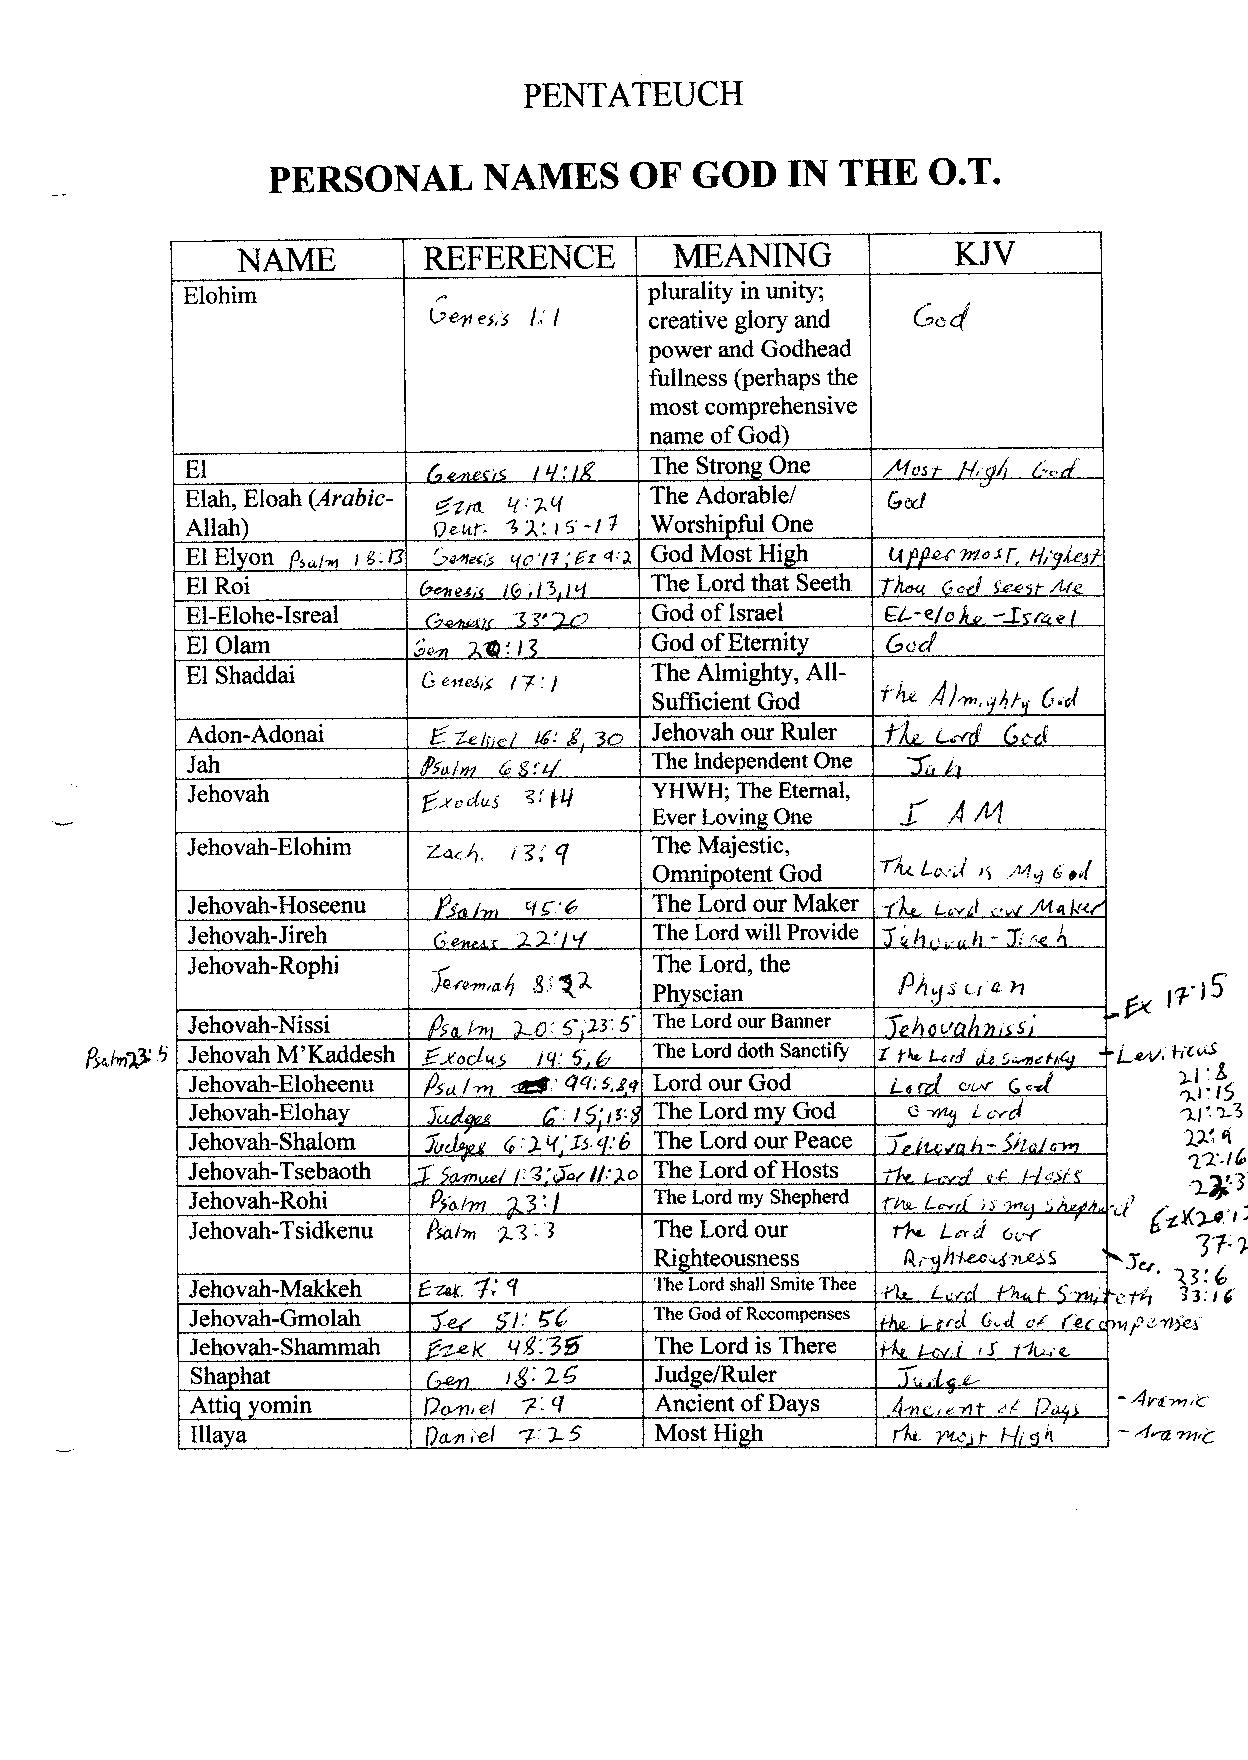 PENTATEUCH
PERSONAL NAMES OF GOD IN THE O.T.
NAME REFERENCE MEANING KJV
Elohim Genesis 1:1 plurality in unity; God
creative glory and
power and Godhead
fullness (perhaps the
most comprehensive
name of God)
El Genesis 14:18 The Strong One Most High God
Elah, Eloah (Arabic- Ezra 4:24 The Adorable/ God
Allah) Deut. 32:15-17 Worshipful One
El Elyon Psalm 18:13 Genesis 40:17; Ez 9:2 God Most High Uppermost, Highest
El Roi Genesis 16:13,14 The Lord that Seeth Thou God Seest Me
El-Elohe-Isreal Genesis 33:20 God of Israel EL-elohe-Israel
El Olam Gen :13 God of Eternity God
El Shaddai Genesis 17:1 The Almighty, All- the Almighty God
Sufficient God
Adon-Adonai 16:8, 30 Jehovah our Ruler the Lord God
Jah Psalm 68:4 The Independent One Jah
Jehovah Exodus 3:14 YHWH; The Eternal, I AM
Ever Loving One
Jehovah-Elohim Zach. 13:9 The Majestic, The Lord is My God
Omnipotent God
Jehovah-Hoseenu Psalm 95:6 The Lord our Maker The Lord our Maker
Jehovah-Jireh Genesis 22:14 The Lord will Provide Jehovah-Jireh
Jehovah-Rophi Jeremiah The Lord, the Physcian
Physcian
Ex 17:15
Jehovah-Nissi Psalm 20:5;23:5 The Lord our Banner Jehovahnissi
Psalm 23:5 Jehovah M'Kaddesh Exodus 14:5,6 The Lord doth Sanctify I the Lord do Sanctify Leviticus
21:8
Jehovah-Eloheenu Psalm 99:5,8,9 Lord our God Lord our God 21:15
Jehovah-Elohay Judges 6:15;13:8 The Lord my God O my Lord 21:23
Jehovah-Shalom Judges 6:24; Is. 9:6 The Lord our Peace Jehovah-Shalom 22:9
22:16
Jehovah-Tsebaoth I Samuel 1:3; Jer 11:20 The Lord of Hosts The Lord of Hosts
Jehovah-Rohi Psalm 23:1 The Lord my Shepherd the Lord is my Shepherd
Jehovah-Tsidkenu Psalm 23:3 The Lord our The Lord our
Righteousness Righteousness Jer. 23:6
Jehovah-Makkeh Ezek. 7:9 The Lord shall Smite Thee the Lord that Smiteth 33:16
Jehovah-Gmolah Jer 51:56 The God of Recompenses the Lord God of recompenses
Jehovah-Shammah Ezek 48:35 The Lord is There the Lord is there
Shaphat Gen 18:25 Judge/Ruler Judge
Attiq yomin Daniel 7:9 Ancient of Days Ancient of Days - Aramic
Illaya Daniel 7:25 Most High The most High - Aramic